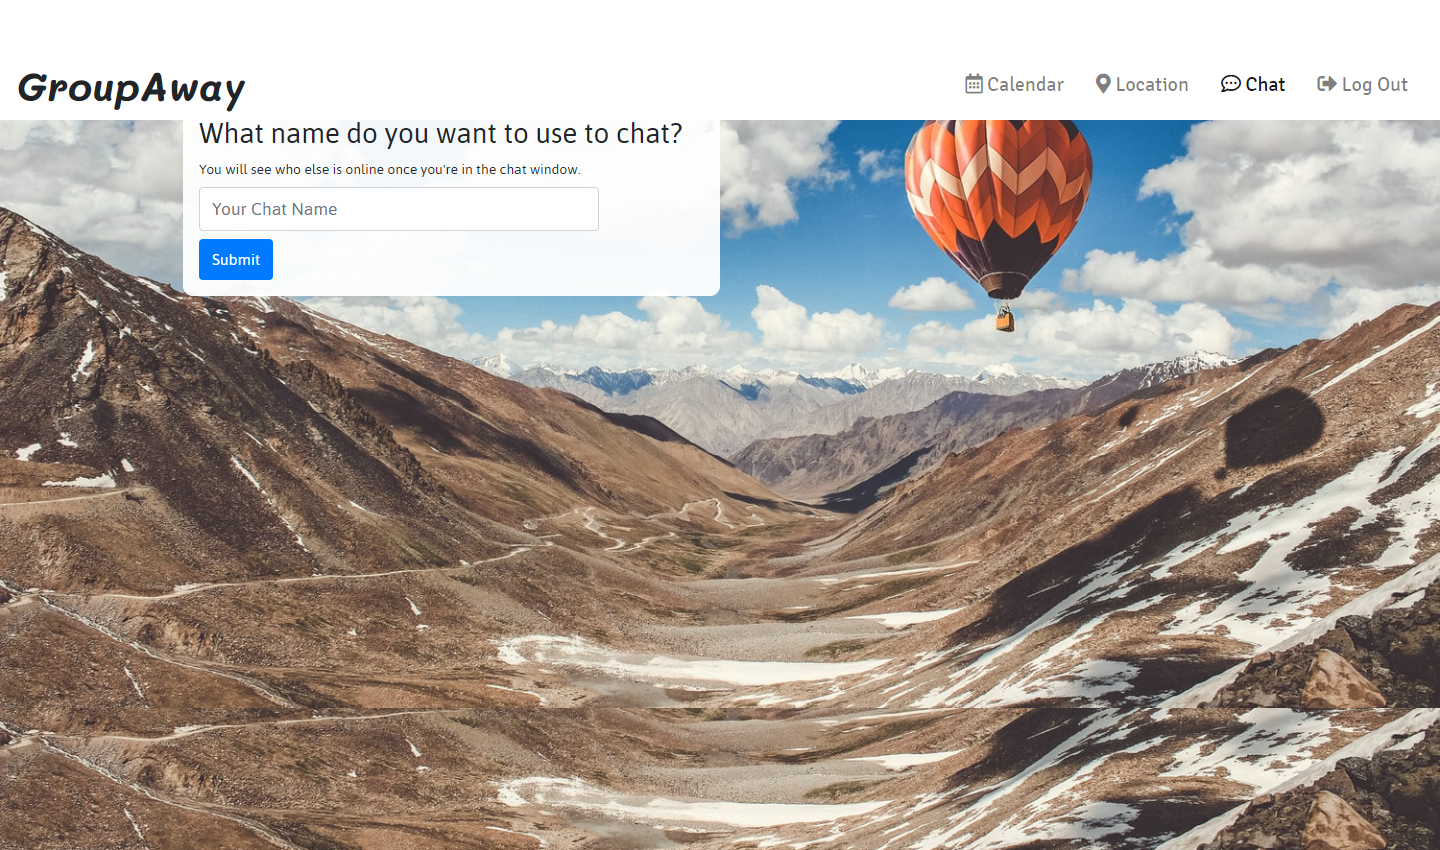 GroupAway
Calendar
Location
Chat
Log Out
What name do you want to use to chat?
You will see who else is online once you're in the chat window.
Your Chat Name
Submit